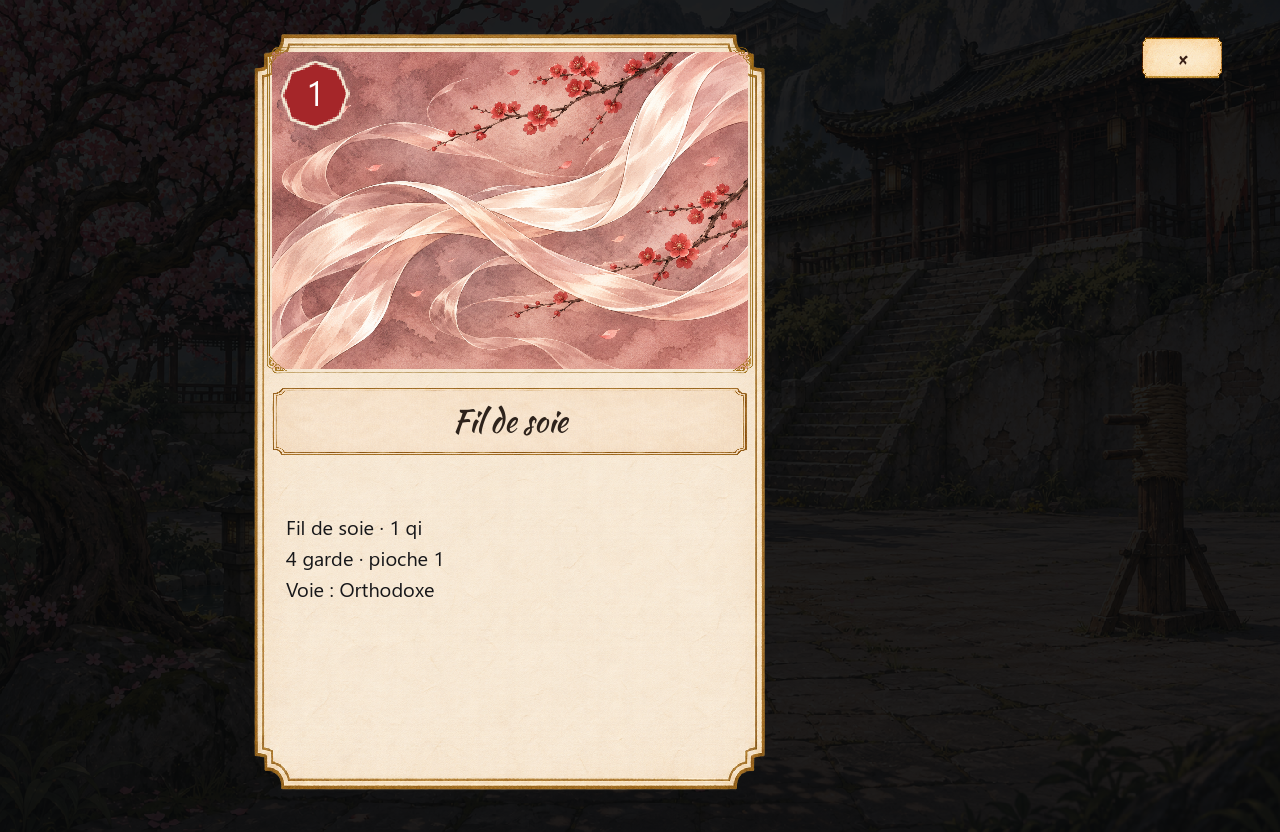 1
×
Fil de soie
Fil de soie · 1 qi
4 garde · pioche 1
Voie : Orthodoxe